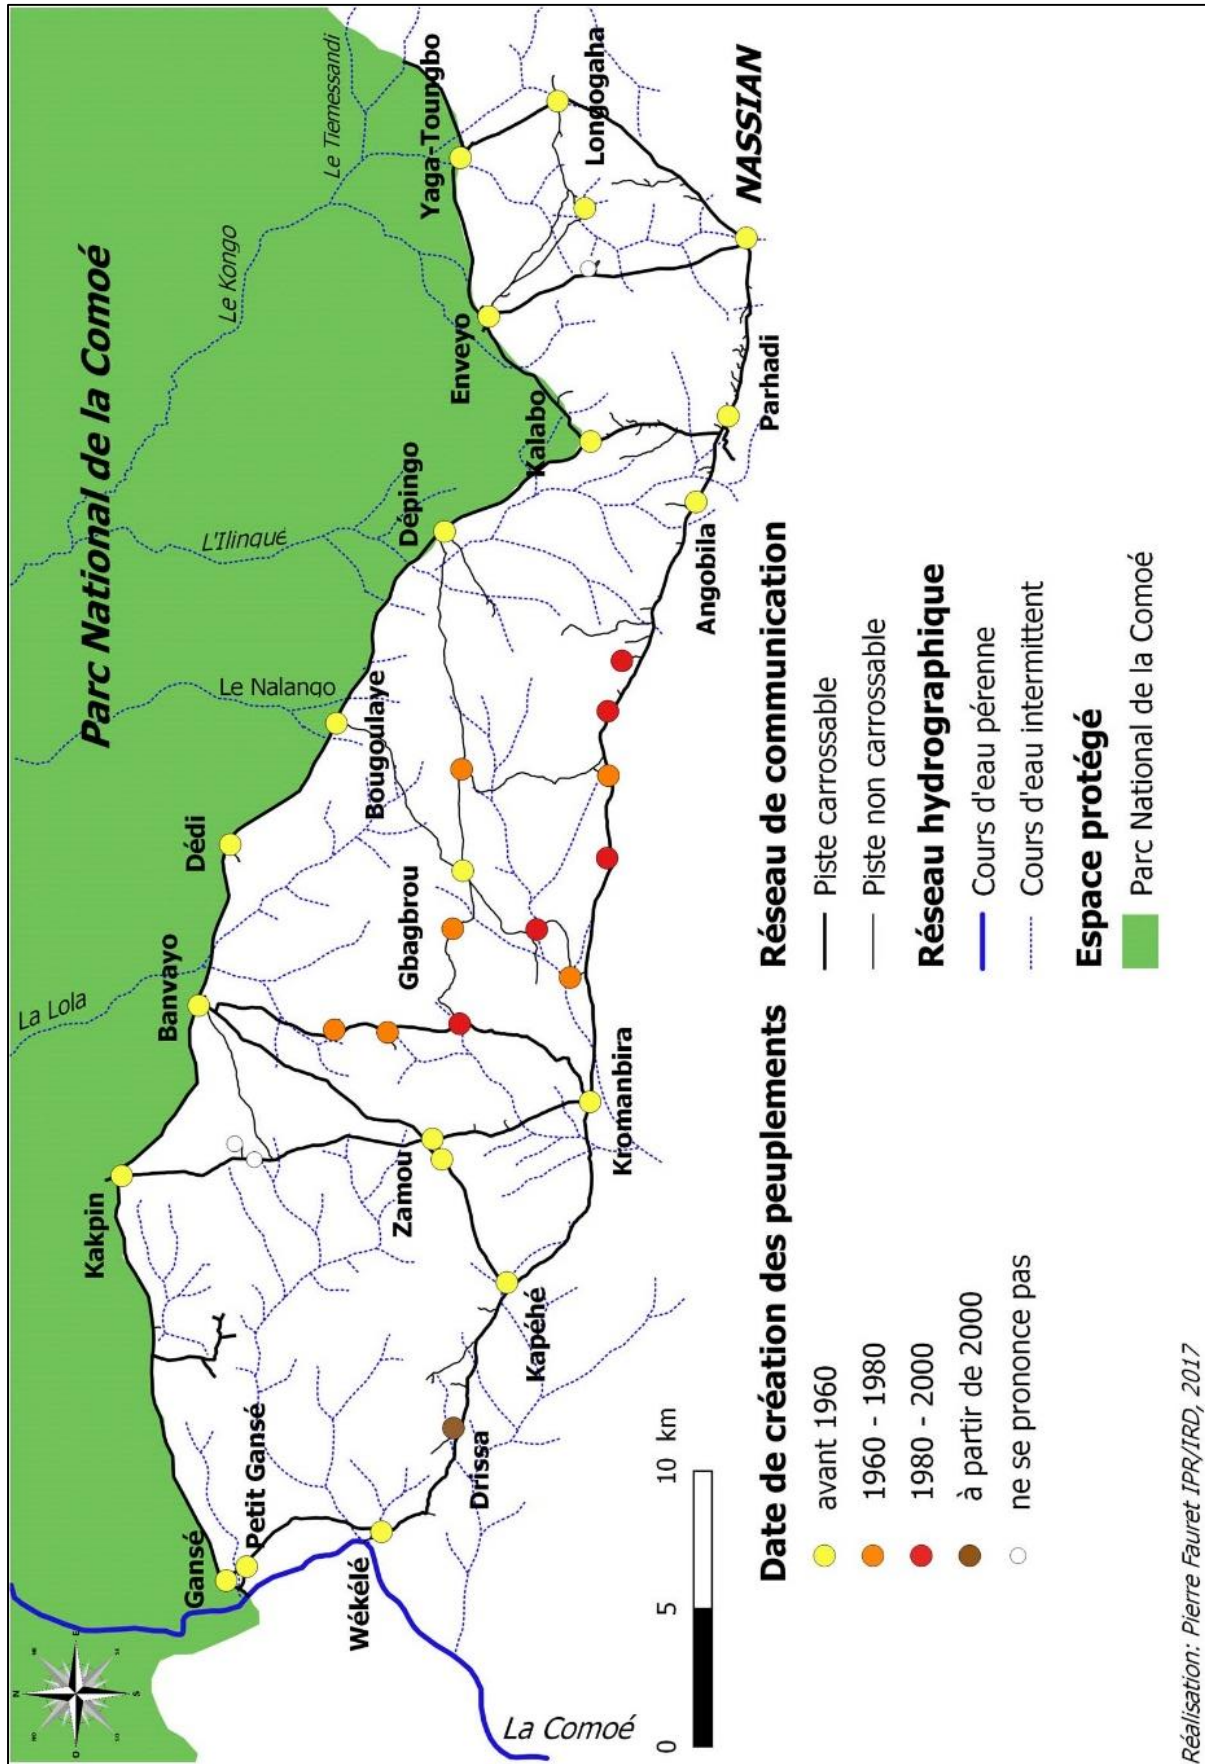 Parc National de la Comoé
Le Tiemessandi
Le Kongo
L'Ilinqué
Le Nalango
La Lola
La Comoé
Gansé
Petit Gansé
Wékélé
Drissa
Kapéhé
Kakpin
Zamou
Kromanbira
Banvayo
Gbagbrou
Dédi
Bougoulaye
Dépingo
Kalabo
Angobila
Parhadi
Enveyo
Yaga-Toungbo
Longogaha
NASSIAN
N
E
S
O
0 5 10 km
Date de création des peuplements
avant 1960
1960 - 1980
1980 - 2000
à partir de 2000
ne se prononce pas
Réseau de communication
Piste carrossable
Piste non carrossable
Réseau hydrographique
Cours d'eau pérenne
Cours d'eau intermittent
Espace protégé
Parc National de la Comoé
Réalisation: Pierre Fauret IPR/IRD, 2017